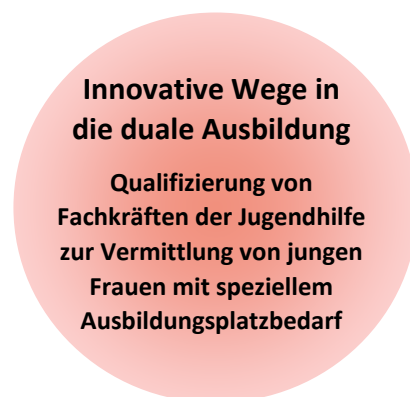 Innovative Wege in
die duale Ausbildung
Qualifizierung von
Fachkräften der Jugendhilfe
zur Vermittlung von jungen
Frauen mit speziellem
Ausbildungsplatzbedarf